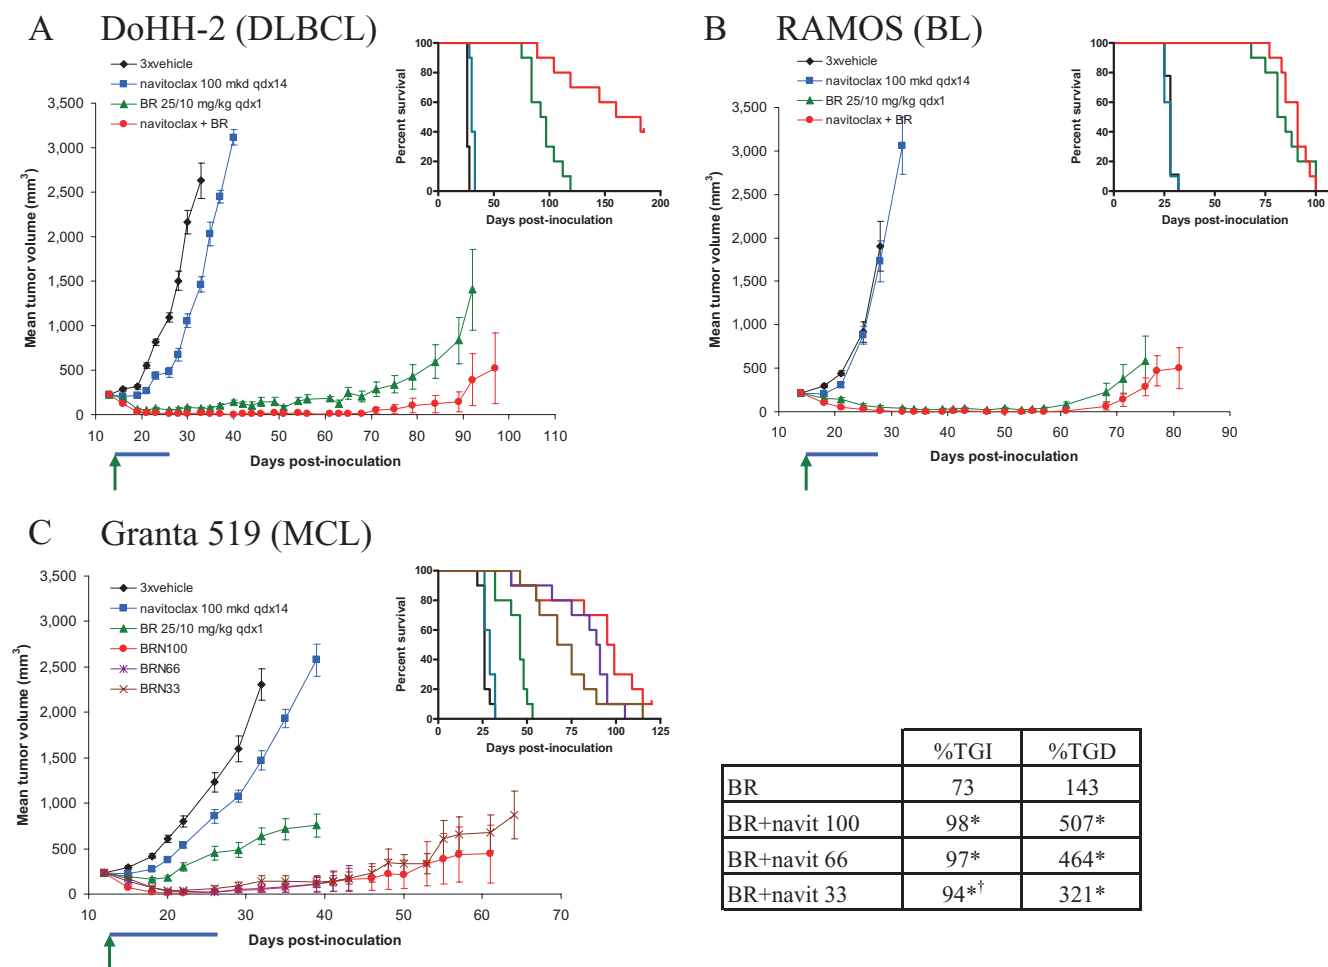 A DoHH-2 (DLBCL)
3xvehicle
navitoclax 100 mkd qdx14
BR 25/10 mg/kg qdx1
navitoclax + BR
Mean tumor volume (mm³)
3,500
3,000
2,500
2,000
1,500
1,000
500
0
10 20 30 40 50 60 70 80 90 100 110
Days post-inoculation
Percent survival
100
80
60
40
20
0
0 50 100 150 200
Days post-inoculation
B RAMOS (BL)
3xvehicle
navitoclax 100 mkd qdx14
BR 25/10 mg/kg qdx1
navitoclax + BR
Mean tumor volume (mm³)
3,500
3,000
2,500
2,000
1,500
1,000
500
0
10 20 30 40 50 60 70 80 90
Days post-inoculation
Percent survival
100
80
60
40
20
0
0 25 50 75 100
Days post-inoculation
C Granta 519 (MCL)
3xvehicle
navitoclax 100 mkd qdx14
BR 25/10 mg/kg qdx1
BRN100
BRN66
BRN33
Mean tumor volume (mm³)
3,500
3,000
2,500
2,000
1,500
1,000
500
0
10 20 30 40 50 60 70
Days post-inoculation
Percent survival
100
80
60
40
20
0
0 25 50 75 100 125
Days post-inoculation
%TGI %TGD
BR 73 143
BR+navit 100 98* 507*
BR+navit 66 97* 464*
BR+navit 33 94*† 321*